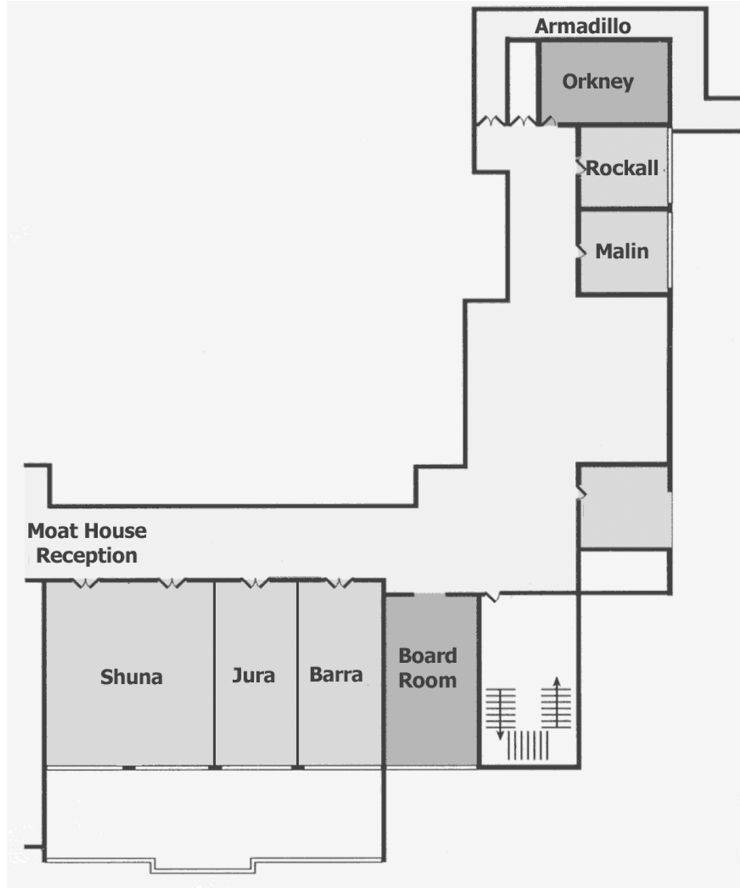 Armadillo
Orkney
Rockall
Malin
Moat House
Reception
Shuna
Jura
Barra
Board
Room